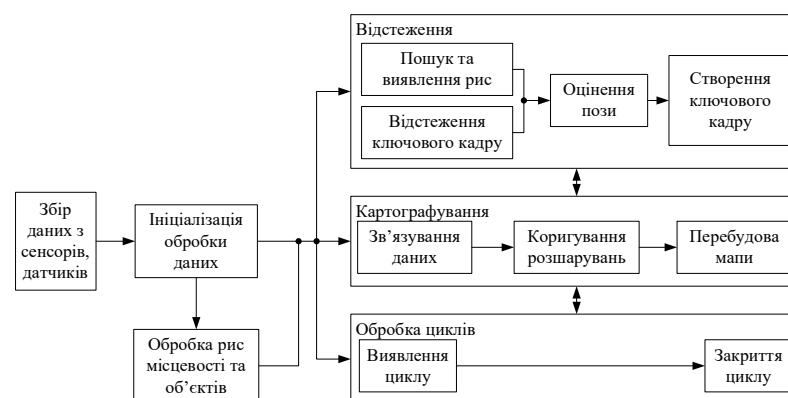 Відстеження
Пошук та
виявлення рис
Відстеження
ключового кадру
Оцінення
пози
Створення
ключового
кадру
Збір
даних з
сенсорів,
датчиків
Ініціалізація
обробки
даних
Обробка рис
місцевості та
об’єктів
Картографування
Зв’язування
даних
Коригування
розшарувань
Перебудова
мапи
Обробка циклів
Виявлення
циклу
Закриття
циклу